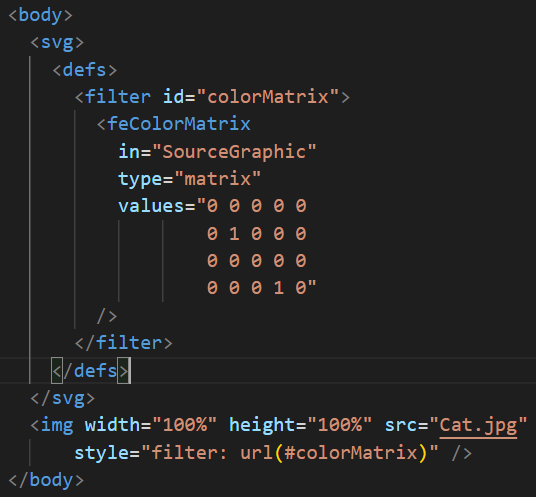 <body>
<svg>
<defs>
<filter id="colorMatrix">
<feColorMatrix
in="SourceGraphic"
type="matrix"
values="0 0 0 0 0
0 1 0 0 0
0 0 0 0 0
0 0 0 1 0"
/>
</filter>
</defs>
</svg>
<img width="100%" height="100%" src="Cat.jpg"
style="filter: url(#colorMatrix)" />
</body>